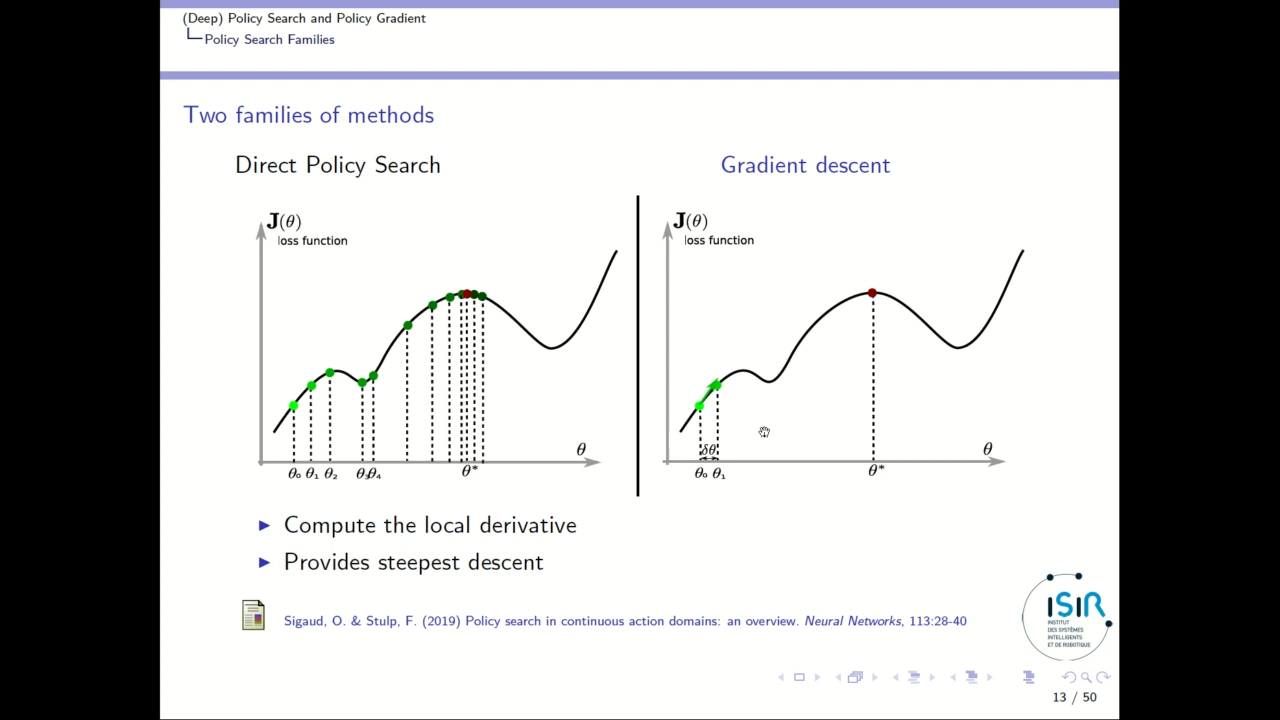 (Deep) Policy Search and Policy Gradient
Policy Search Families
Two families of methods
Direct Policy Search
Gradient descent
J(θ)
loss function
θ
θ₀ θ₁ θ₂ θ₃ θ₄ θ*
J(θ)
loss function
θ
δθ
θ₀ θ₁ θ*
Compute the local derivative
Provides steepest descent
Sigaud, O. & Stulp, F. (2019) Policy search in continuous action domains: an overview. Neural Networks, 113:28-40
ISIR
INSTITUT
DES SYSTÈMES
INTELLIGENTS
ET DE ROBOTIQUE
13 / 50